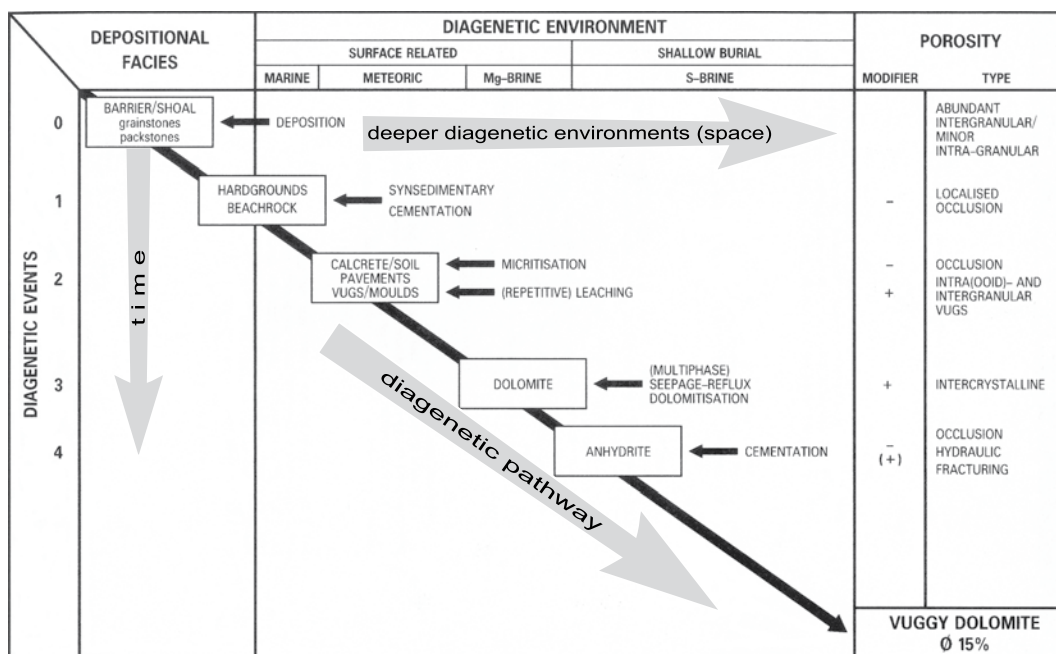 DEPOSITIONAL
FACIES
DIAGENETIC ENVIRONMENT
SURFACE RELATED
SHALLOW BURIAL
MARINE
METEORIC
Mg–BRINE
S–BRINE
POROSITY
MODIFIER
TYPE
DIAGENETIC EVENTS
0
BARRIER/SHOAL
grainstones
packstones
DEPOSITION
deeper diagenetic environments (space)
ABUNDANT
INTERGRANULAR/
MINOR
INTRA–GRANULAR
time
1
HARDGROUNDS
BEACHROCK
SYNSEDIMENTARY
CEMENTATION
–
LOCALISED
OCCLUSION
2
CALCRETE/SOIL
PAVEMENTS
VUGS/MOULDS
MICRITISATION
(REPETITIVE) LEACHING
–
+
OCCLUSION
INTRA(OOID)– AND
INTERGRANULAR
VUGS
diagenetic pathway
3
DOLOMITE
(MULTIPHASE)
SEEPAGE–REFLUX
DOLOMITISATION
+
INTERCRYSTALLINE
4
ANHYDRITE
CEMENTATION
–
(+)
OCCLUSION
HYDRAULIC
FRACTURING
VUGGY DOLOMITE
Ø 15%